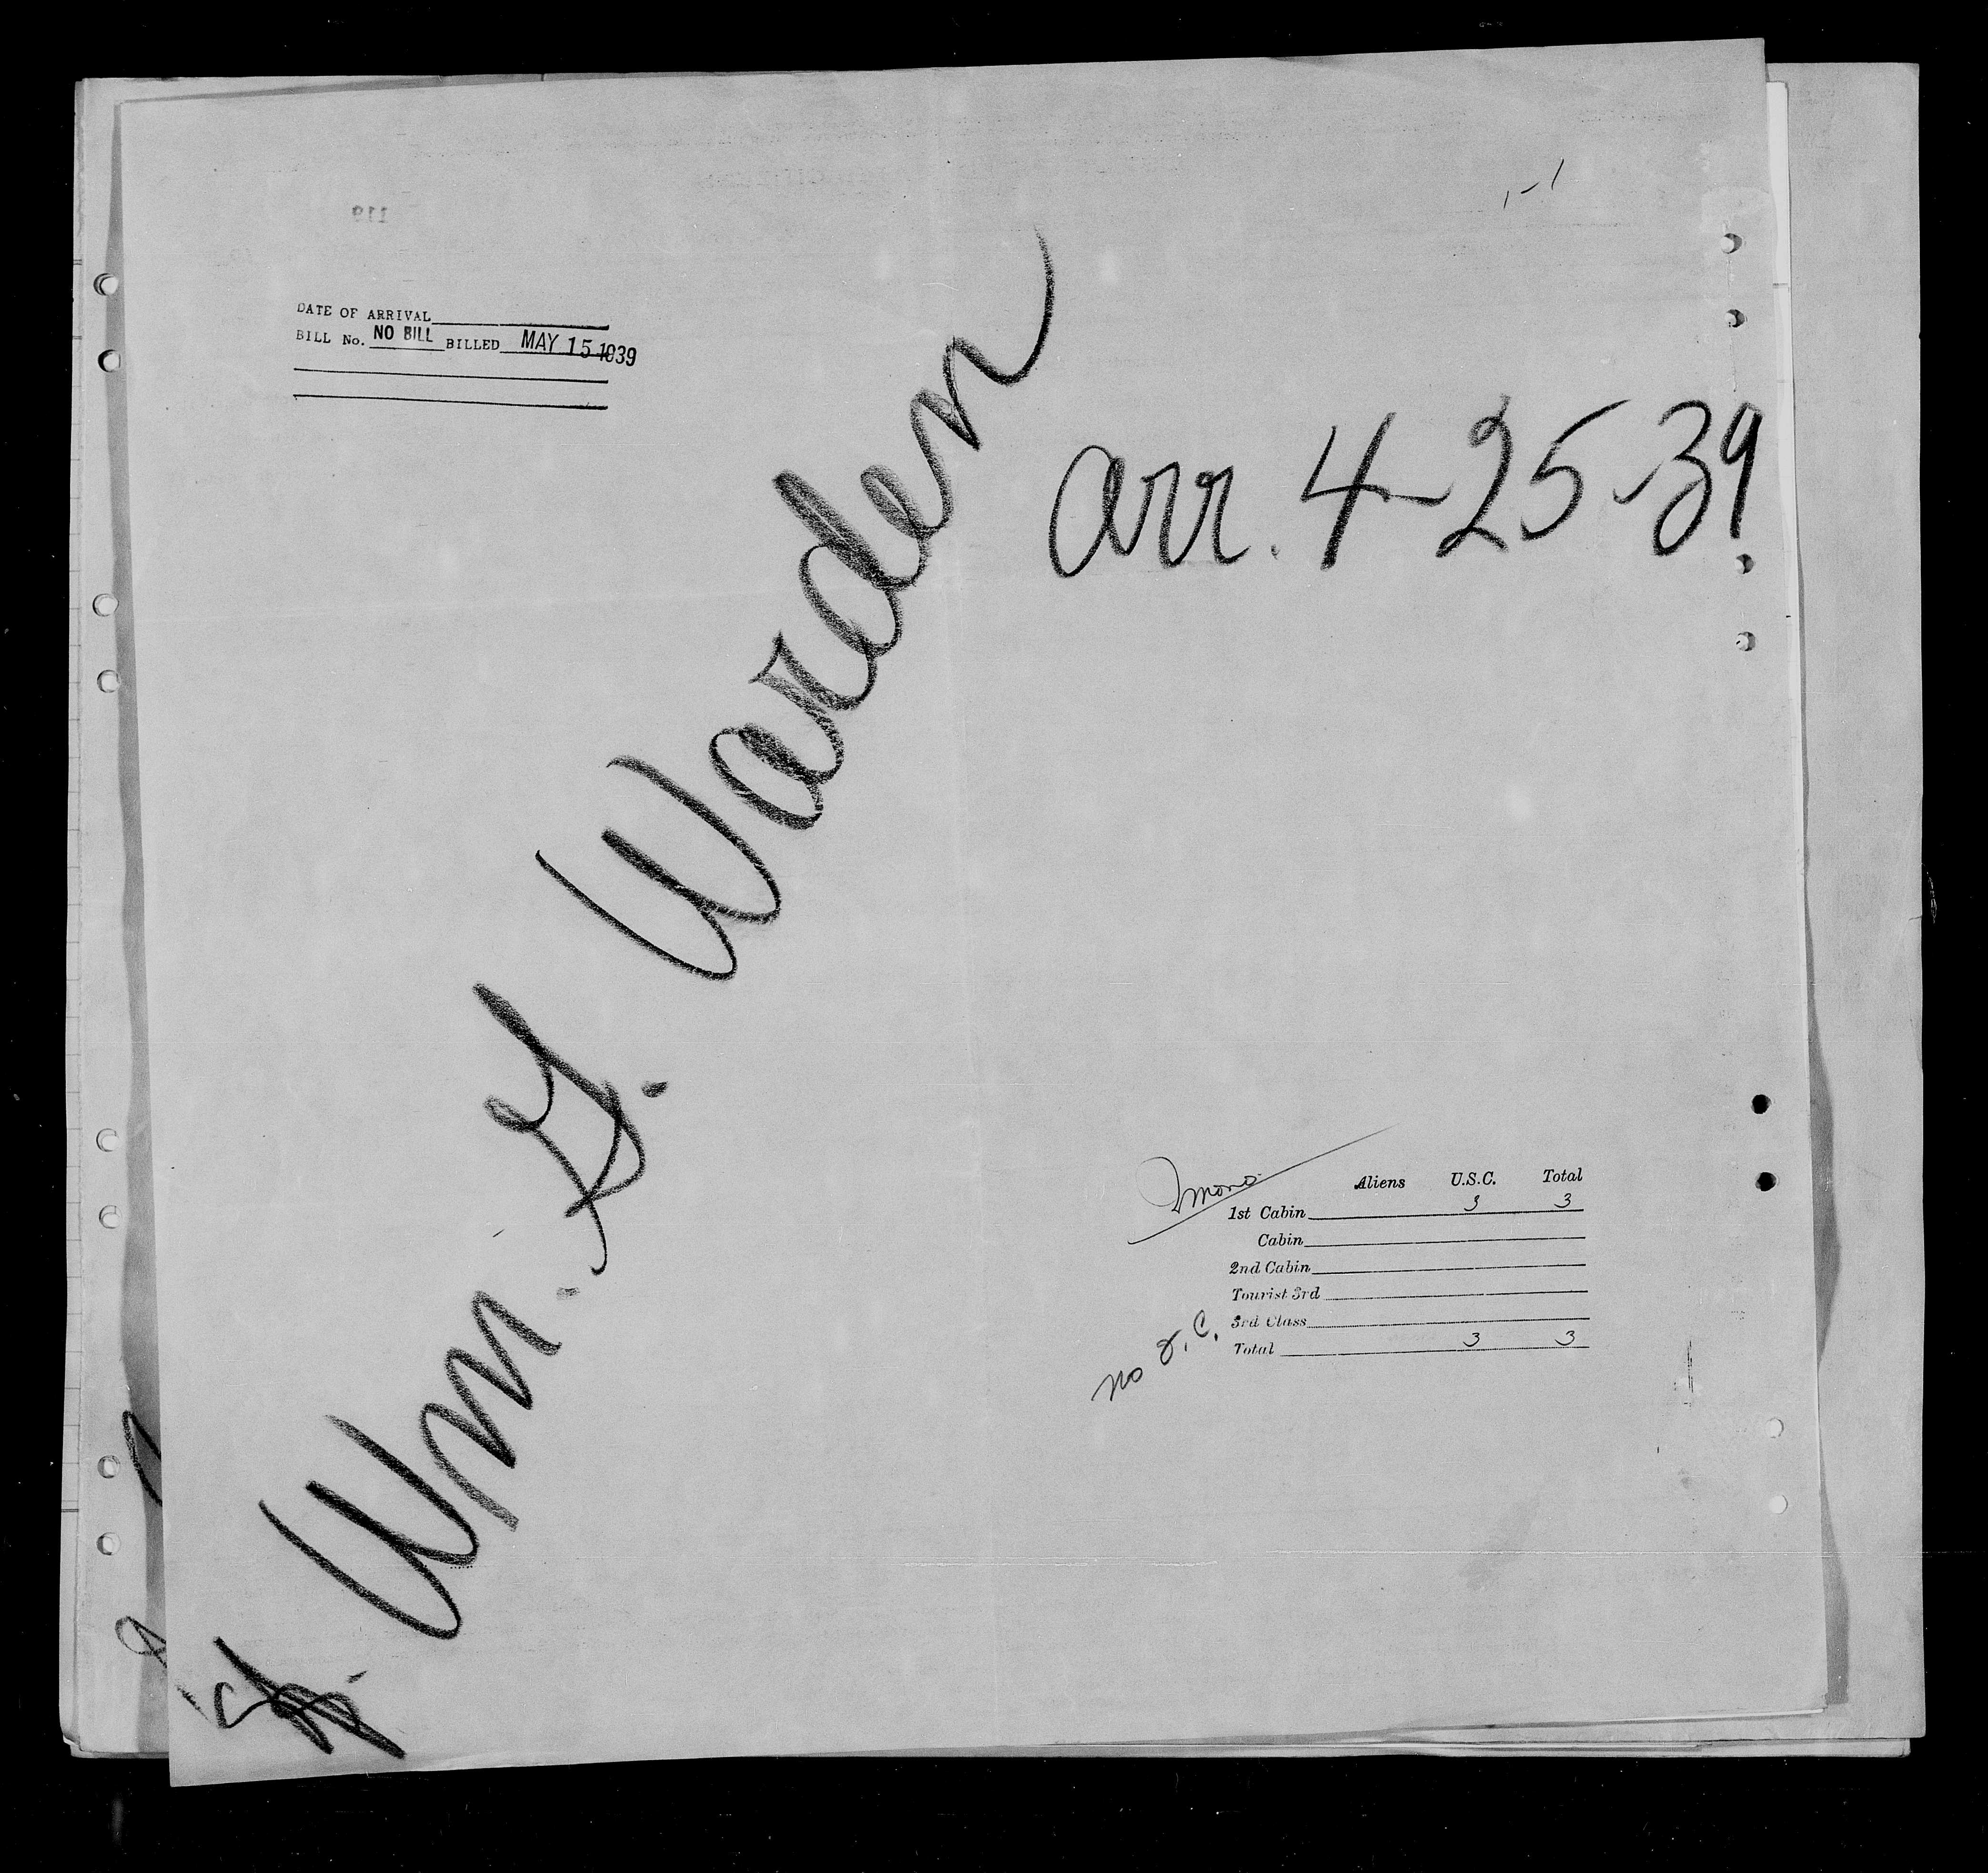 1-1
119
DATE OF ARRIVAL
BILL No. NO BILL BILLED MAY 15 1939
arr. 4-25-39
Wm. G. Warden
Aliens U.S.C. Total
1st Cabin 3 3
Cabin
2nd Cabin
Tourist 3rd
3rd Class
Total 3 3
no